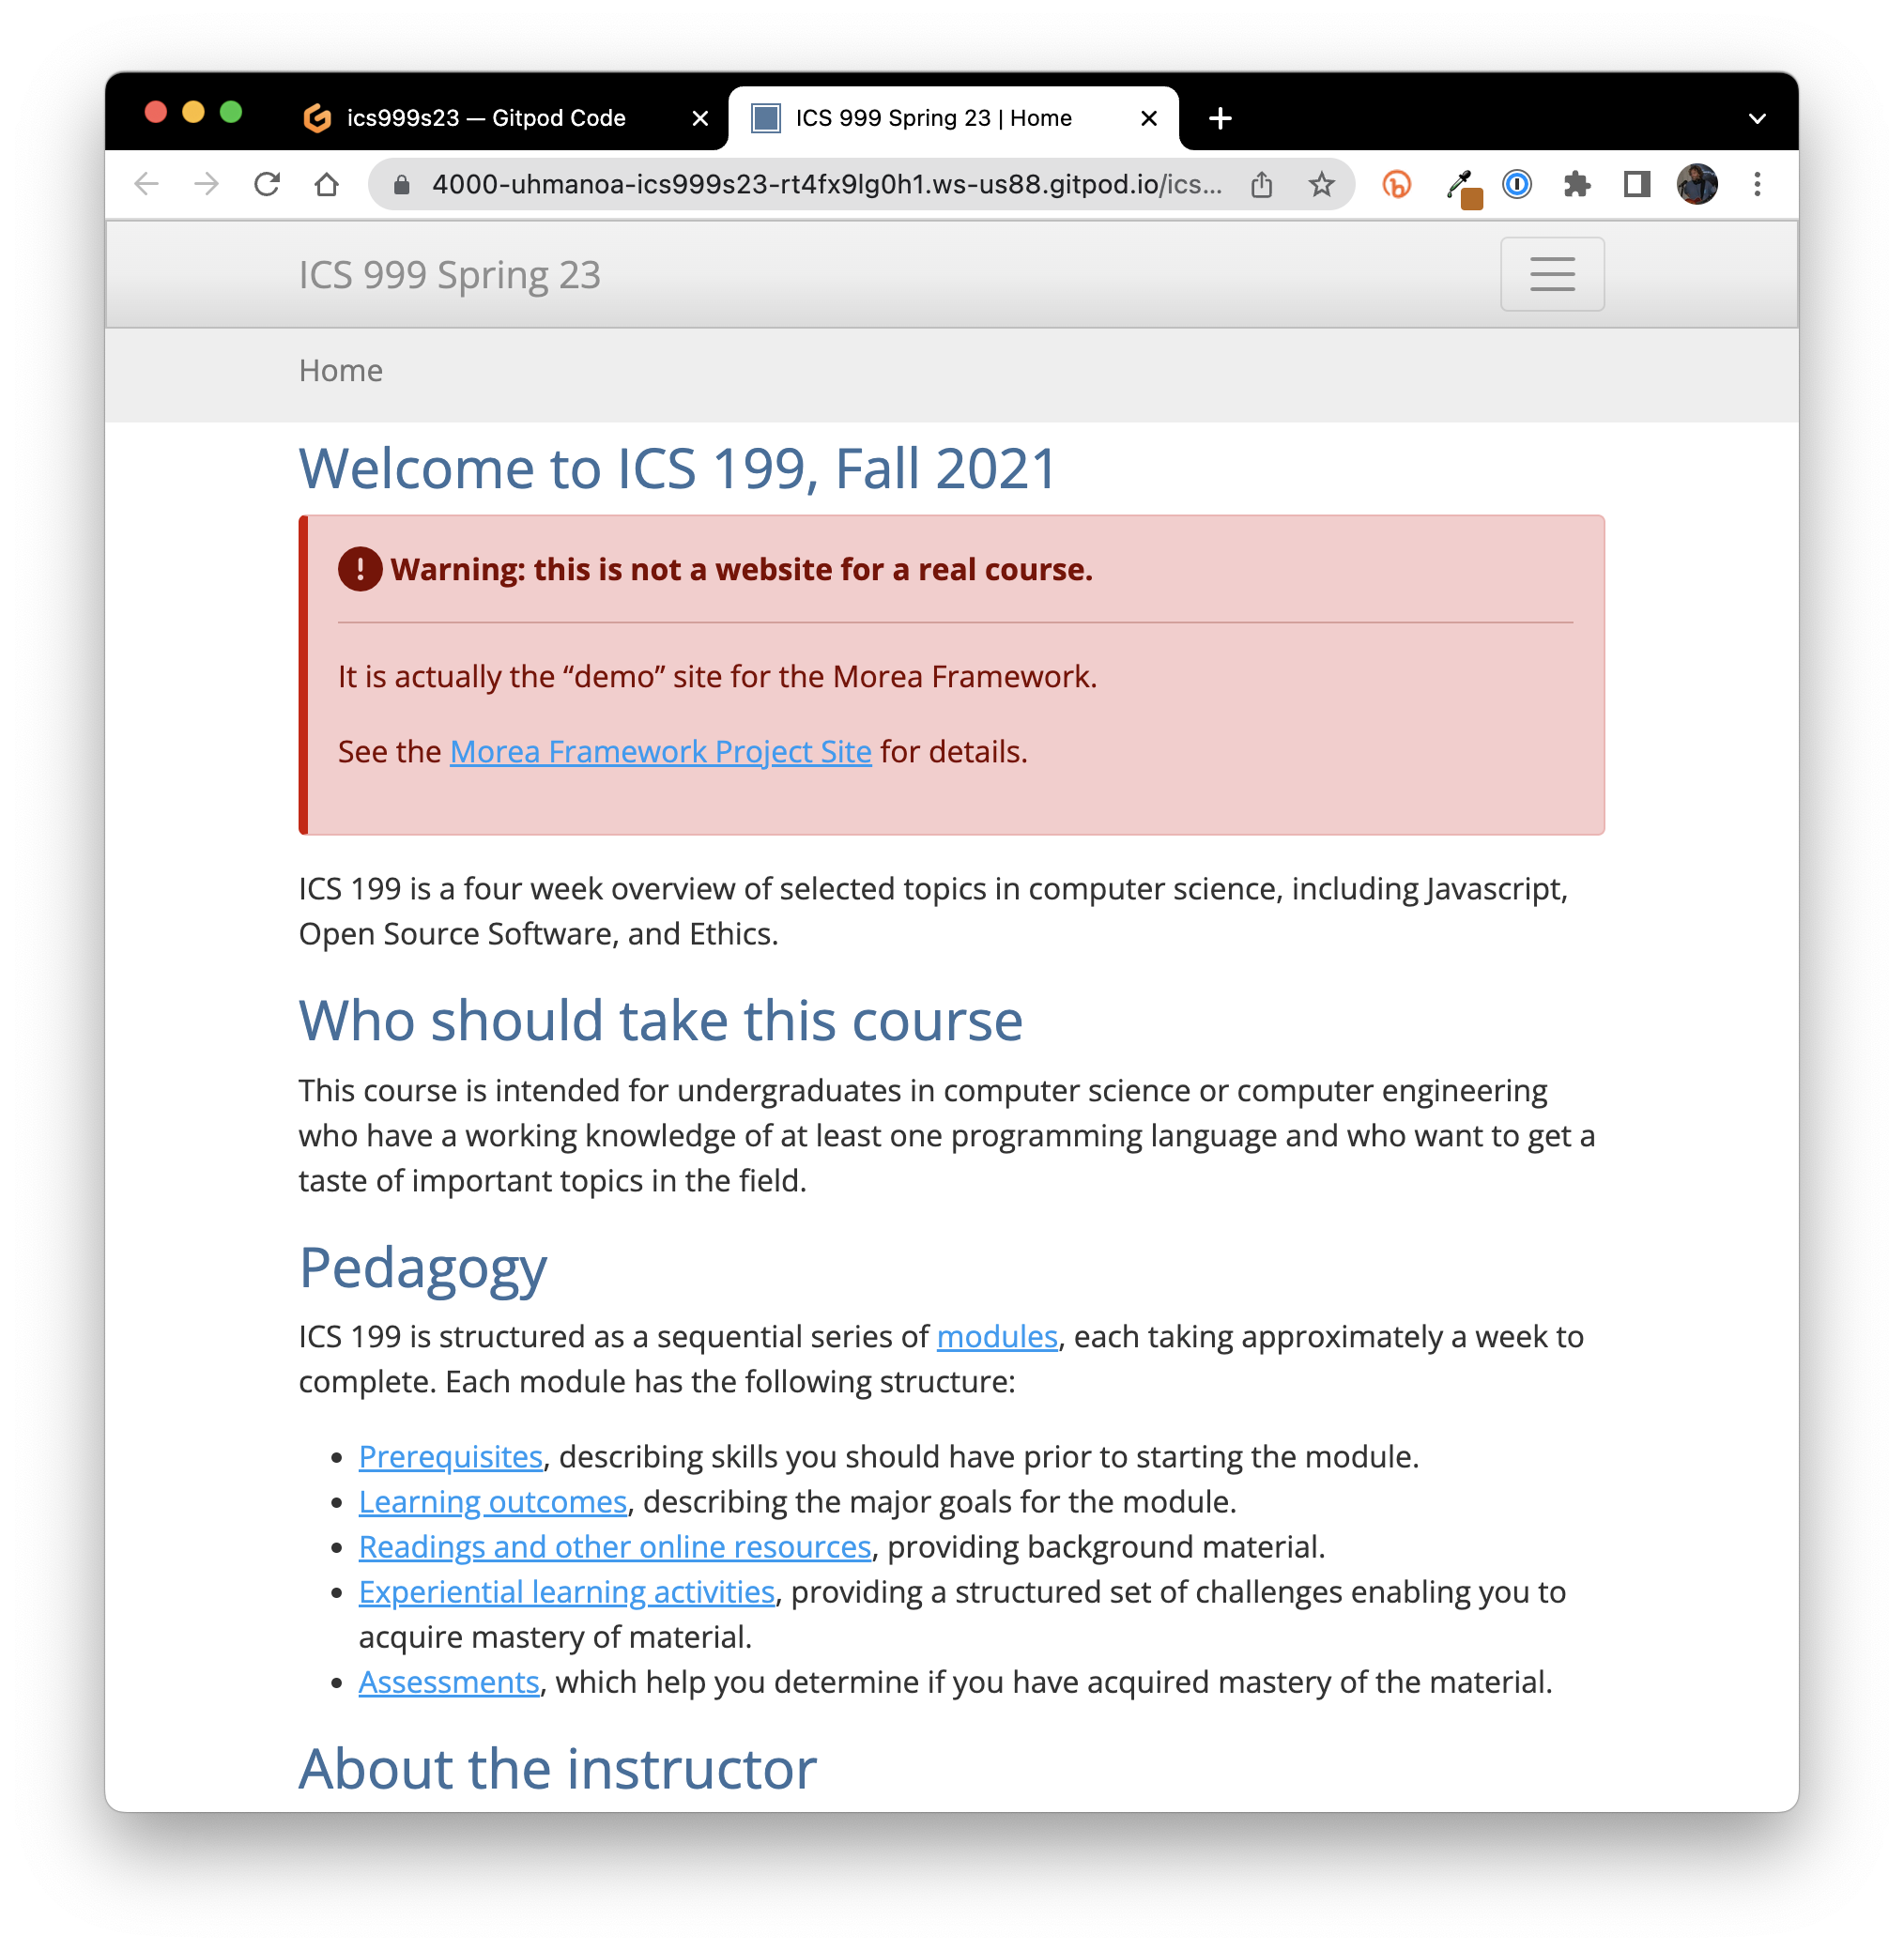 ics999s23 — Gitpod Code
ICS 999 Spring 23 | Home
4000-uhmanoa-ics999s23-rt4fx9lg0h1.ws-us88.gitpod.io/ics...
ICS 999 Spring 23
Home
Welcome to ICS 199, Fall 2021
Warning: this is not a website for a real course.
It is actually the “demo” site for the Morea Framework.
See the Morea Framework Project Site for details.
ICS 199 is a four week overview of selected topics in computer science, including Javascript,
Open Source Software, and Ethics.
Who should take this course
This course is intended for undergraduates in computer science or computer engineering
who have a working knowledge of at least one programming language and who want to get a
taste of important topics in the field.
Pedagogy
ICS 199 is structured as a sequential series of modules, each taking approximately a week to
complete. Each module has the following structure:
• Prerequisites, describing skills you should have prior to starting the module.
• Learning outcomes, describing the major goals for the module.
• Readings and other online resources, providing background material.
• Experiential learning activities, providing a structured set of challenges enabling you to
acquire mastery of material.
• Assessments, which help you determine if you have acquired mastery of the material.
About the instructor